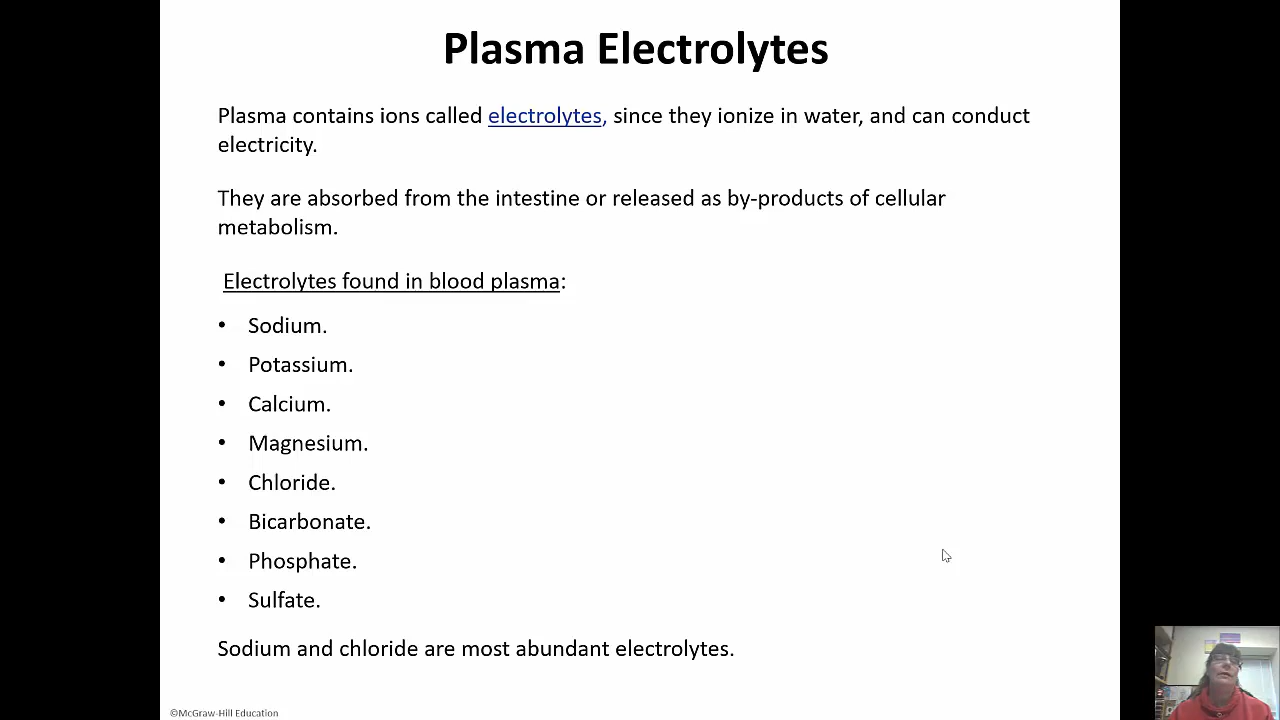 Plasma Electrolytes
Plasma contains ions called electrolytes, since they ionize in water, and can conduct
electricity.
They are absorbed from the intestine or released as by-products of cellular
metabolism.
Electrolytes found in blood plasma:
• Sodium.
• Potassium.
• Calcium.
• Magnesium.
• Chloride.
• Bicarbonate.
• Phosphate.
• Sulfate.
Sodium and chloride are most abundant electrolytes.
©McGraw-Hill Education